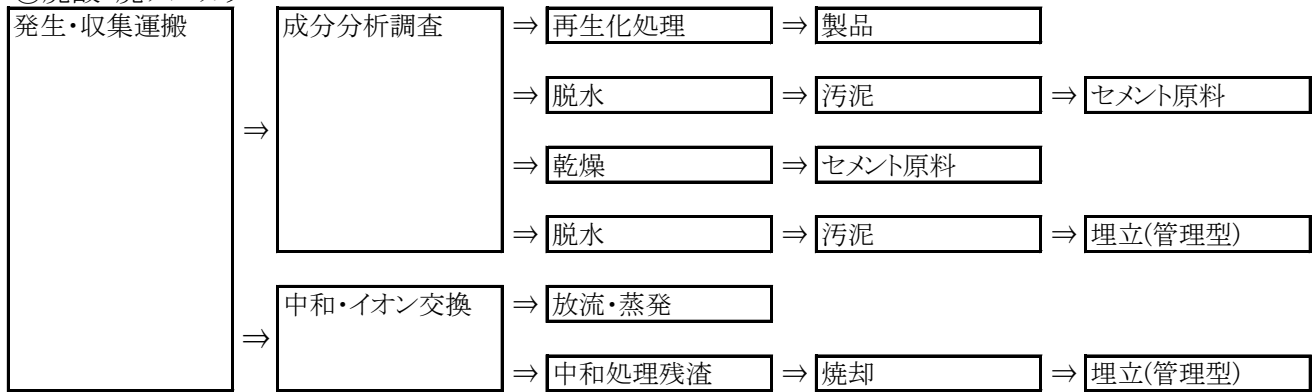 発生・収集運搬 ⇒ 成分分析調査 ⇒ 再生化処理 ⇒ 製品
⇒ 脱水 ⇒ 汚泥 ⇒ セメント原料
⇒ 乾燥 ⇒ セメント原料
⇒ 脱水 ⇒ 汚泥 ⇒ 埋立(管理型)
⇒ 中和・イオン交換 ⇒ 放流・蒸発
⇒ 中和処理残渣 ⇒ 焼却 ⇒ 埋立(管理型)